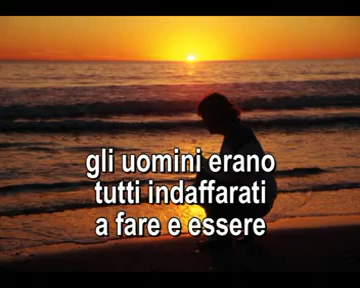 gli uomini erano
tutti indaffarati
a fare e essere